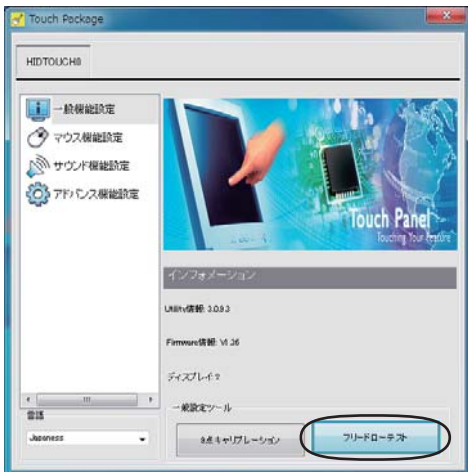 Touch Package
HIDTOUCH0
一般機能設定
マウス機能設定
サウンド機能設定
アドバンス機能設定
Touch Panel
Touching Your Feature
インフォメーション
Utility情報: 3.0.9.3
Firmware情報: V1.26
ディスプレイ: ?
一般設定ツール
言語
Japanese
9点キャリブレーション
フリードローテスト